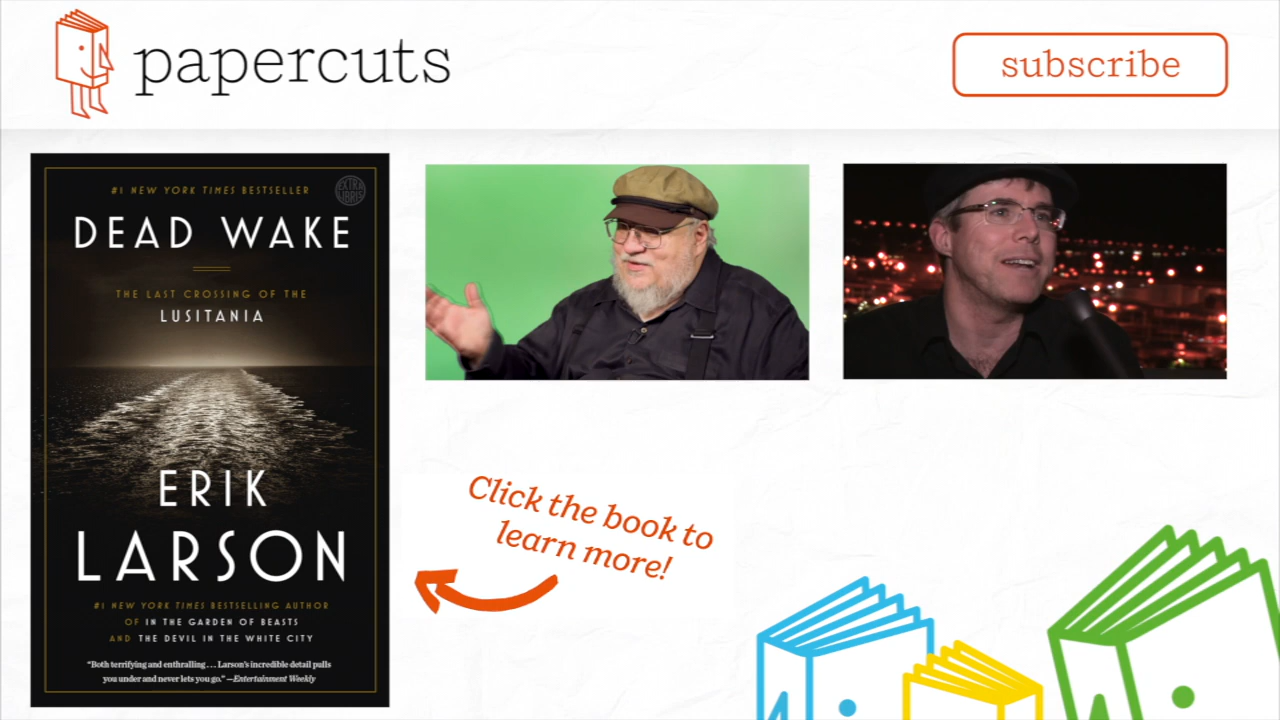 papercuts
subscribe
#1 NEW YORK TIMES BESTSELLER
EXTRA
LIBRIS
DEAD WAKE
THE LAST CROSSING OF THE
LUSITANIA
ERIK
LARSON
#1 NEW YORK TIMES BESTSELLING AUTHOR
OF IN THE GARDEN OF BEASTS
AND THE DEVIL IN THE WHITE CITY
“Both terrifying and enthralling . . . Larson’s incredible detail pulls
you under and never lets you go.” —Entertainment Weekly
Click the book to
learn more!